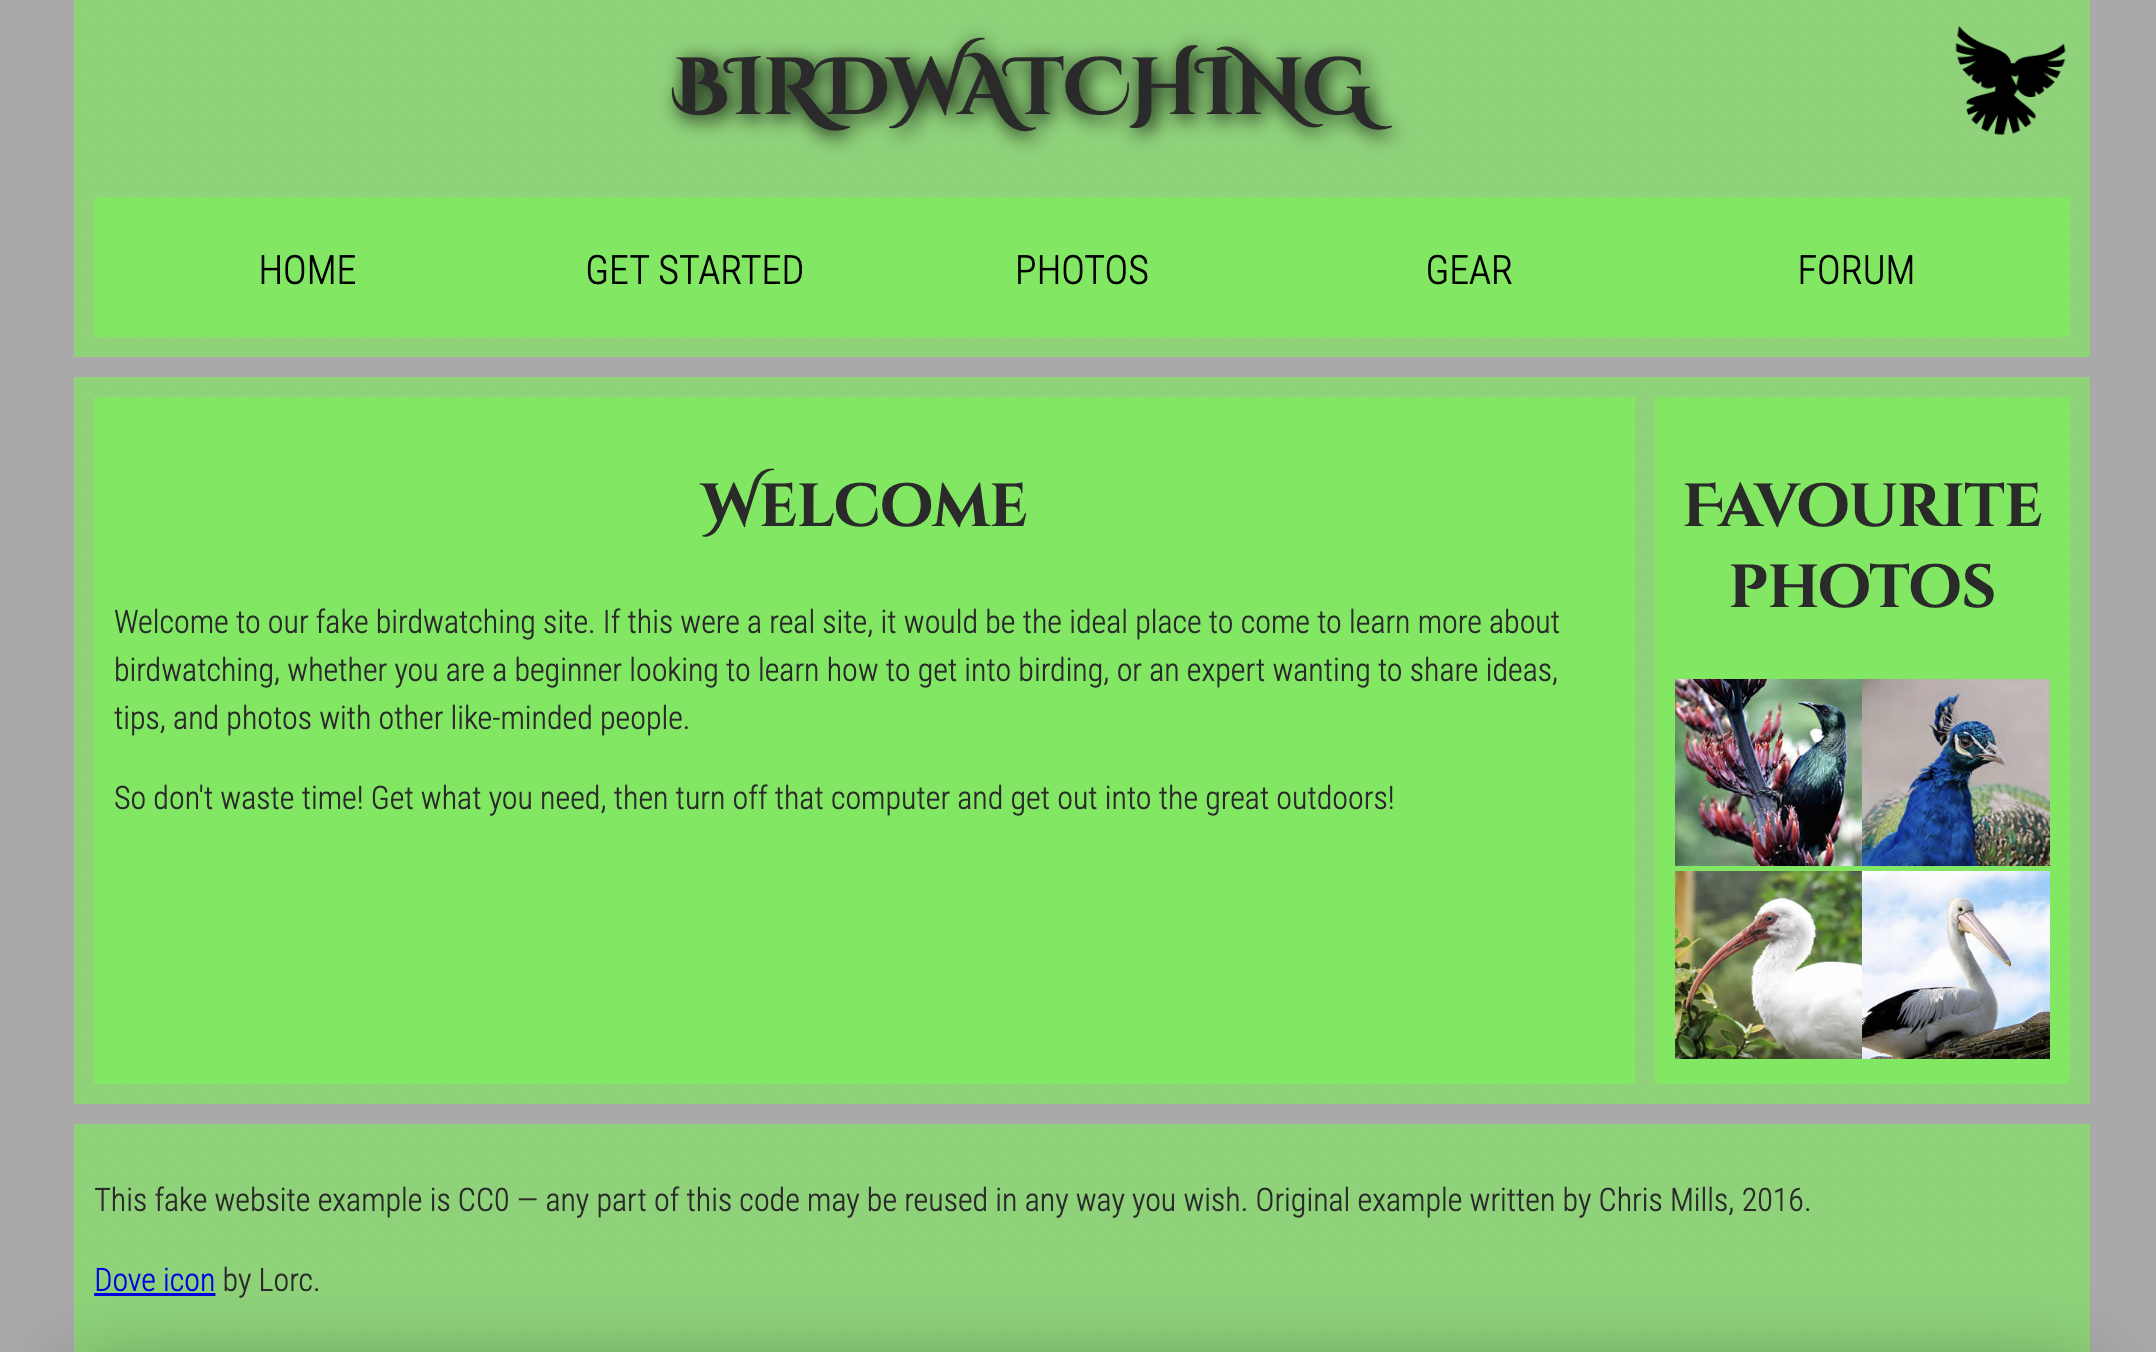 BIRDWATCHING
HOME
GET STARTED
PHOTOS
GEAR
FORUM
Welcome
Welcome to our fake birdwatching site. If this were a real site, it would be the ideal place to come to learn more about
birdwatching, whether you are a beginner looking to learn how to get into birding, or an expert wanting to share ideas,
tips, and photos with other like-minded people.
So don't waste time! Get what you need, then turn off that computer and get out into the great outdoors!
Favourite
photos
This fake website example is CC0 — any part of this code may be reused in any way you wish. Original example written by Chris Mills, 2016.
Dove icon by Lorc.